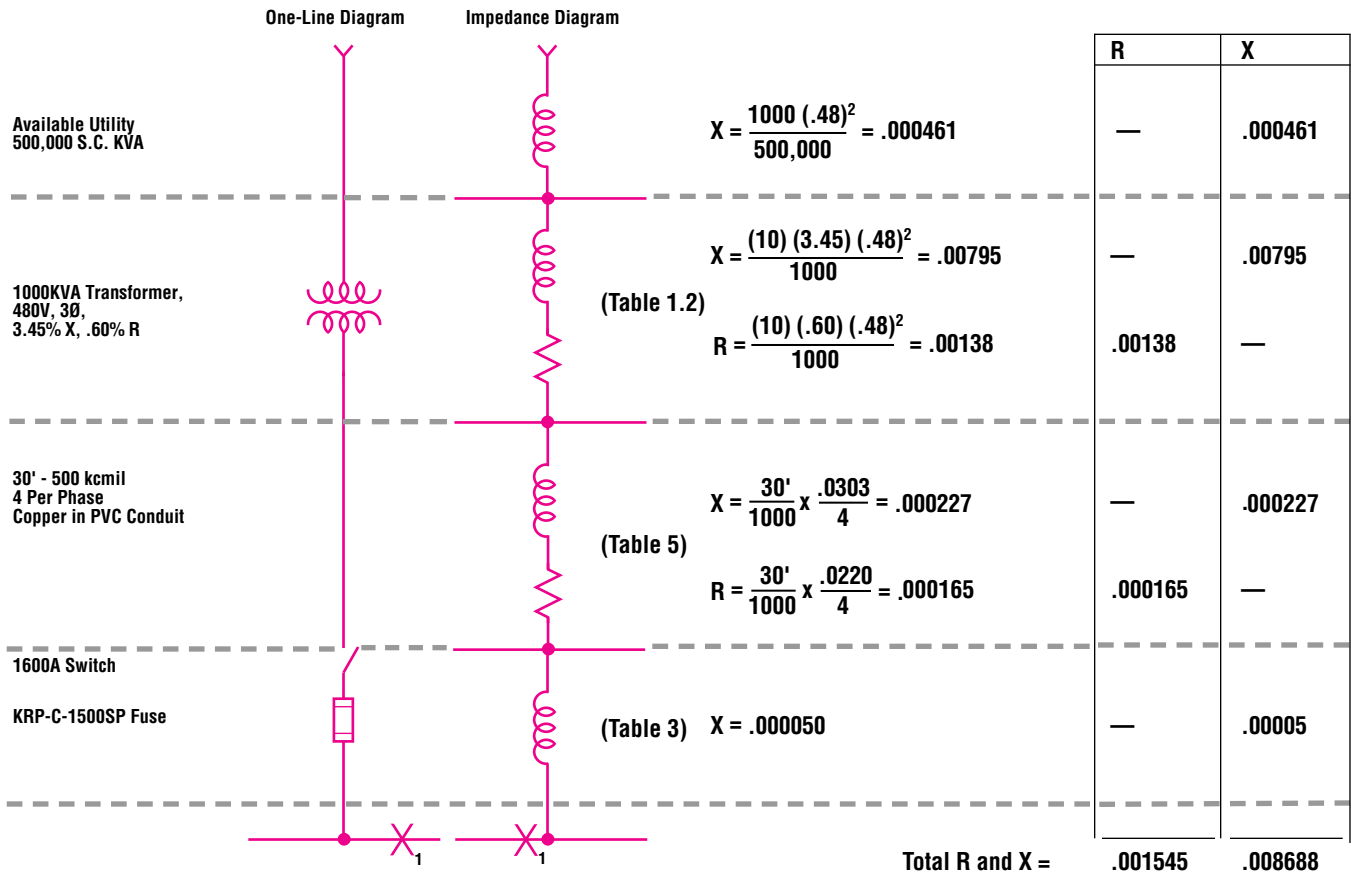 One-Line Diagram Impedance Diagram
R X
Available Utility
500,000 S.C. KVA
X = 1000 (.48)² / 500,000 = .000461 — .000461
1000KVA Transformer,
480V, 3Ø,
3.45% X, .60% R
(Table 1.2)
X = (10) (3.45) (.48)² / 1000 = .00795 — .00795
R = (10) (.60) (.48)² / 1000 = .00138 .00138 —
30' - 500 kcmil
4 Per Phase
Copper in PVC Conduit
(Table 5)
X = 30' / 1000 x .0303 / 4 = .000227 — .000227
R = 30' / 1000 x .0220 / 4 = .000165 .000165 —
1600A Switch
KRP-C-1500SP Fuse
(Table 3) X = .000050 — .00005
1 1
Total R and X = .001545 .008688